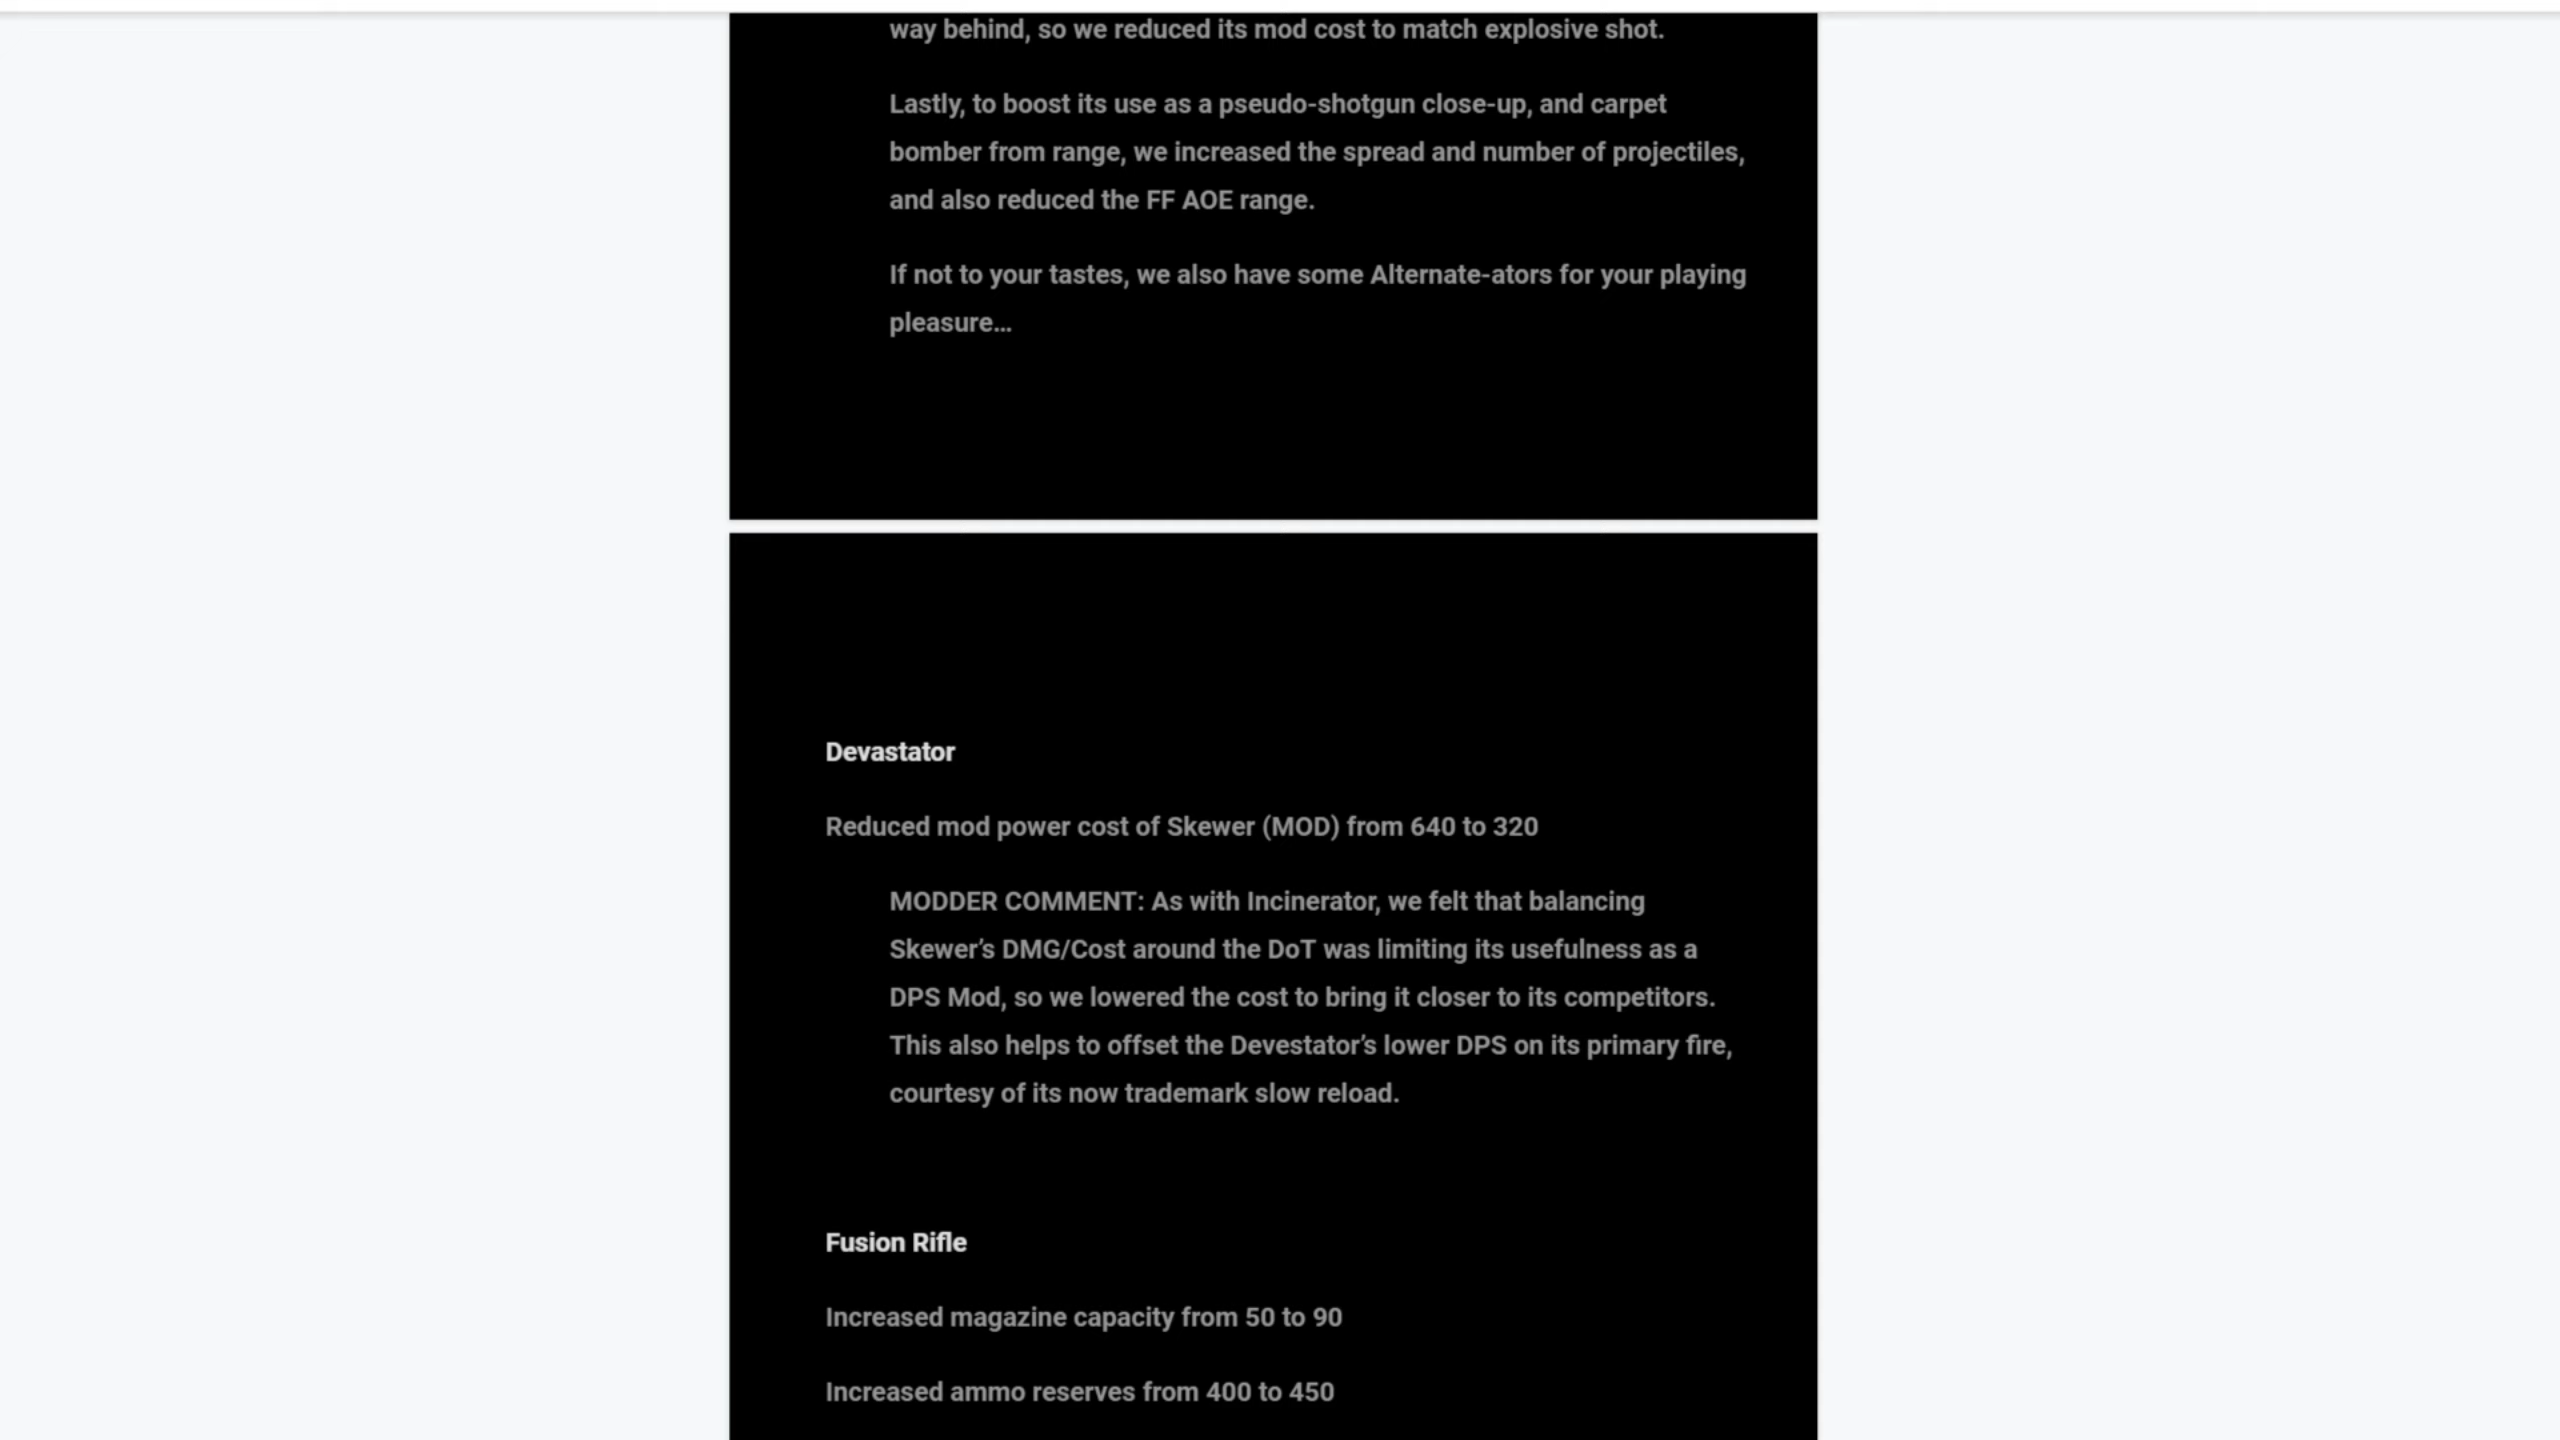 way behind, so we reduced its mod cost to match explosive shot.
Lastly, to boost its use as a pseudo-shotgun close-up, and carpet
bomber from range, we increased the spread and number of projectiles,
and also reduced the FF AOE range.
If not to your tastes, we also have some Alternate-ators for your playing
pleasure…
Devastator
Reduced mod power cost of Skewer (MOD) from 640 to 320
MODDER COMMENT: As with Incinerator, we felt that balancing
Skewer’s DMG/Cost around the DoT was limiting its usefulness as a
DPS Mod, so we lowered the cost to bring it closer to its competitors.
This also helps to offset the Devestator’s lower DPS on its primary fire,
courtesy of its now trademark slow reload.
Fusion Rifle
Increased magazine capacity from 50 to 90
Increased ammo reserves from 400 to 450